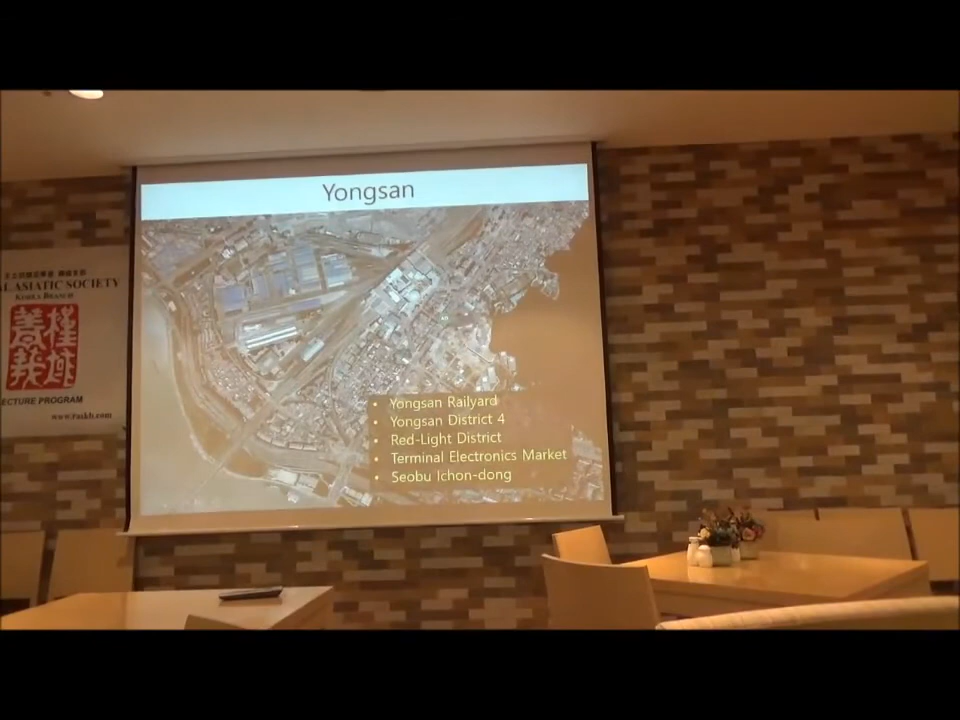 Yongsan
• Yongsan Railyard
• Yongsan District 4
• Red-Light District
• Terminal Electronics Market
• Seobu Ichon-dong
L ASIATIC SOCIETY
KOREA BRANCH
ECTURE PROGRAM
www.raskb.com